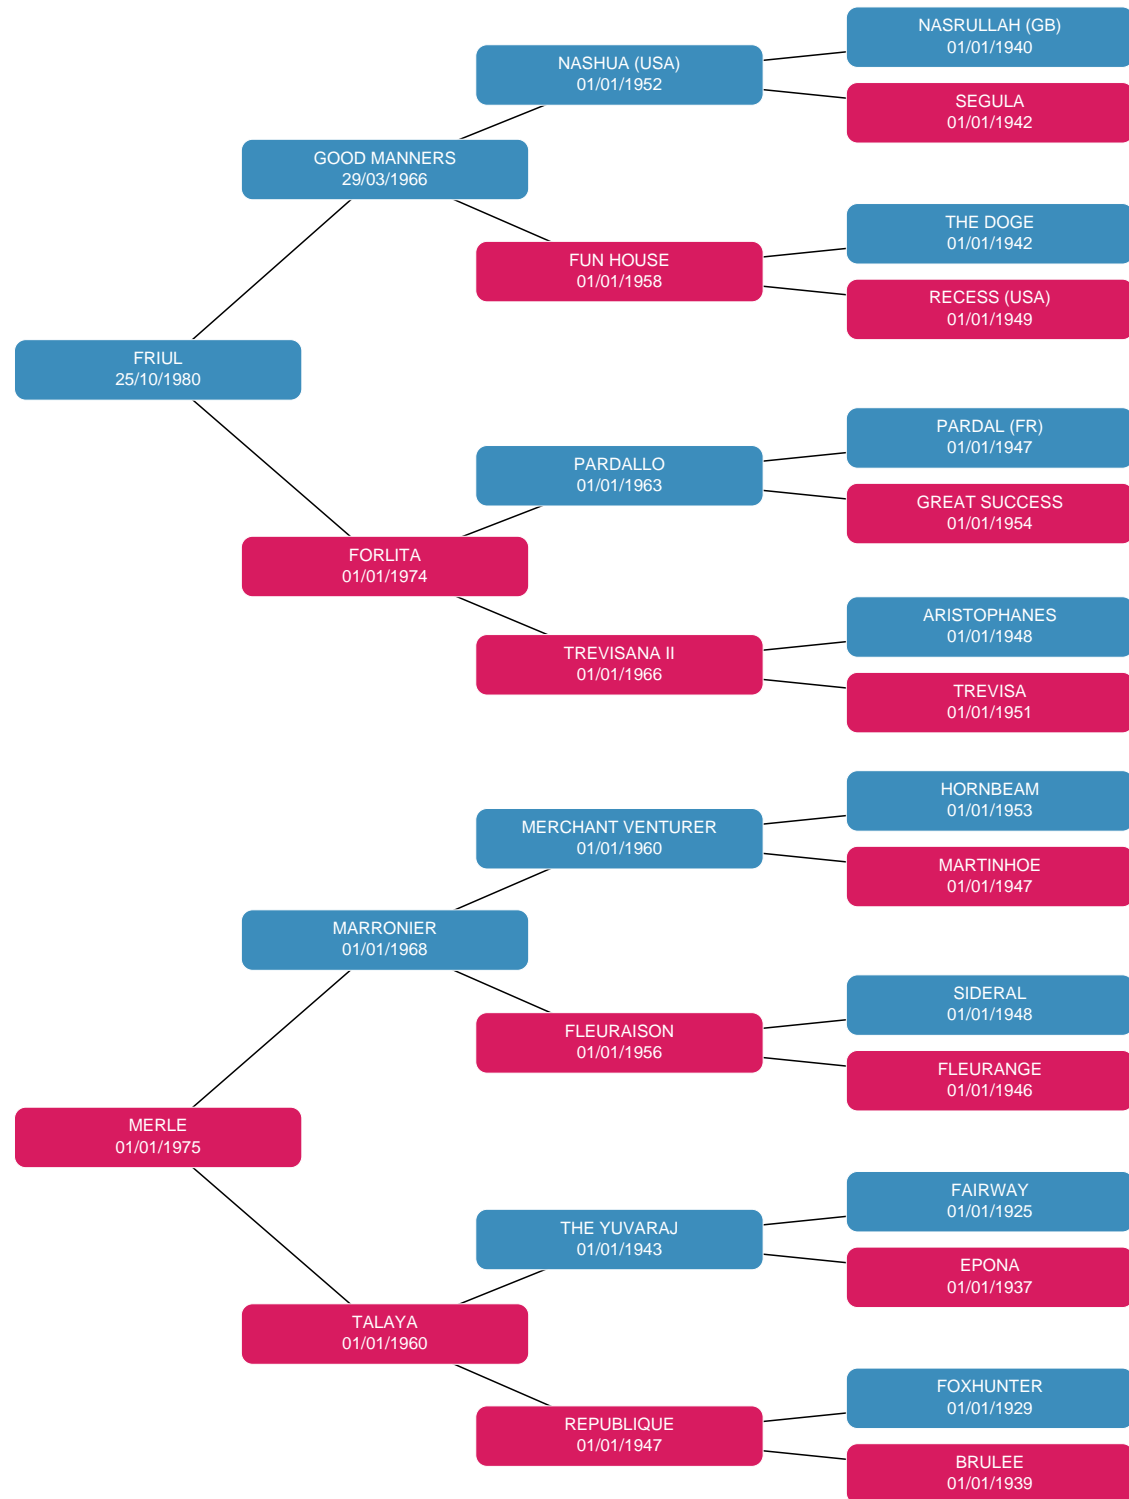 NASRULLAH (GB)
01/01/1940
NASHUA (USA)
01/01/1952
SEGULA
01/01/1942
GOOD MANNERS
29/03/1966
THE DOGE
01/01/1942
FUN HOUSE
01/01/1958
RECESS (USA)
01/01/1949
FRIUL
25/10/1980
PARDAL (FR)
01/01/1947
PARDALLO
01/01/1963
GREAT SUCCESS
01/01/1954
FORLITA
01/01/1974
ARISTOPHANES
01/01/1948
TREVISANA II
01/01/1966
TREVISA
01/01/1951
HORNBEAM
01/01/1953
MERCHANT VENTURER
01/01/1960
MARTINHOE
01/01/1947
MARRONIER
01/01/1968
SIDERAL
01/01/1948
FLEURAISON
01/01/1956
FLEURANGE
01/01/1946
MERLE
01/01/1975
FAIRWAY
01/01/1925
THE YUVARAJ
01/01/1943
EPONA
01/01/1937
TALAYA
01/01/1960
FOXHUNTER
01/01/1929
REPUBLIQUE
01/01/1947
BRULEE
01/01/1939